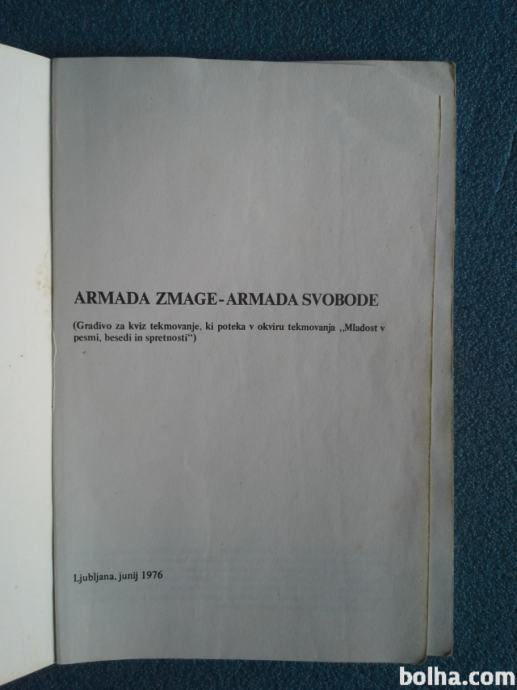 ARMADA ZMAGE-ARMADA SVOBODE
(Gradivo za kviz tekmovanje, ki poteka v okviru tekmovanja „Mladost v
pesmi, besedi in spretnosti“)
Ljubljana, junij 1976
bolha.com